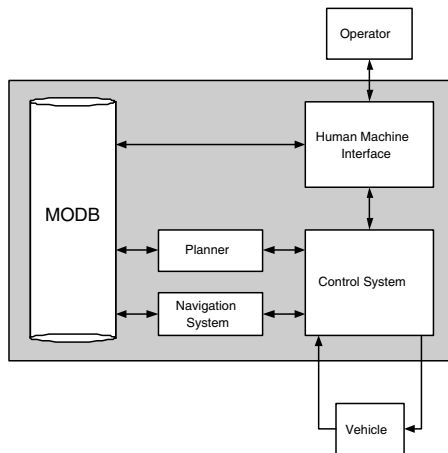 Operator
Human Machine
Interface
MODB
Planner
Control System
Navigation
System
Vehicle